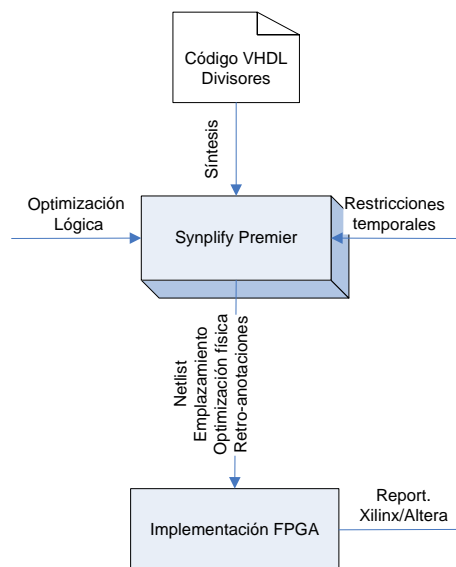 Código VHDL
Divisores
Síntesis
Optimización
Lógica
Synplify Premier
Restricciones
temporales
Netlist
Emplazamiento
Optimización física
Retro-anotaciones
Implementación FPGA
Report.
Xilinx/Altera